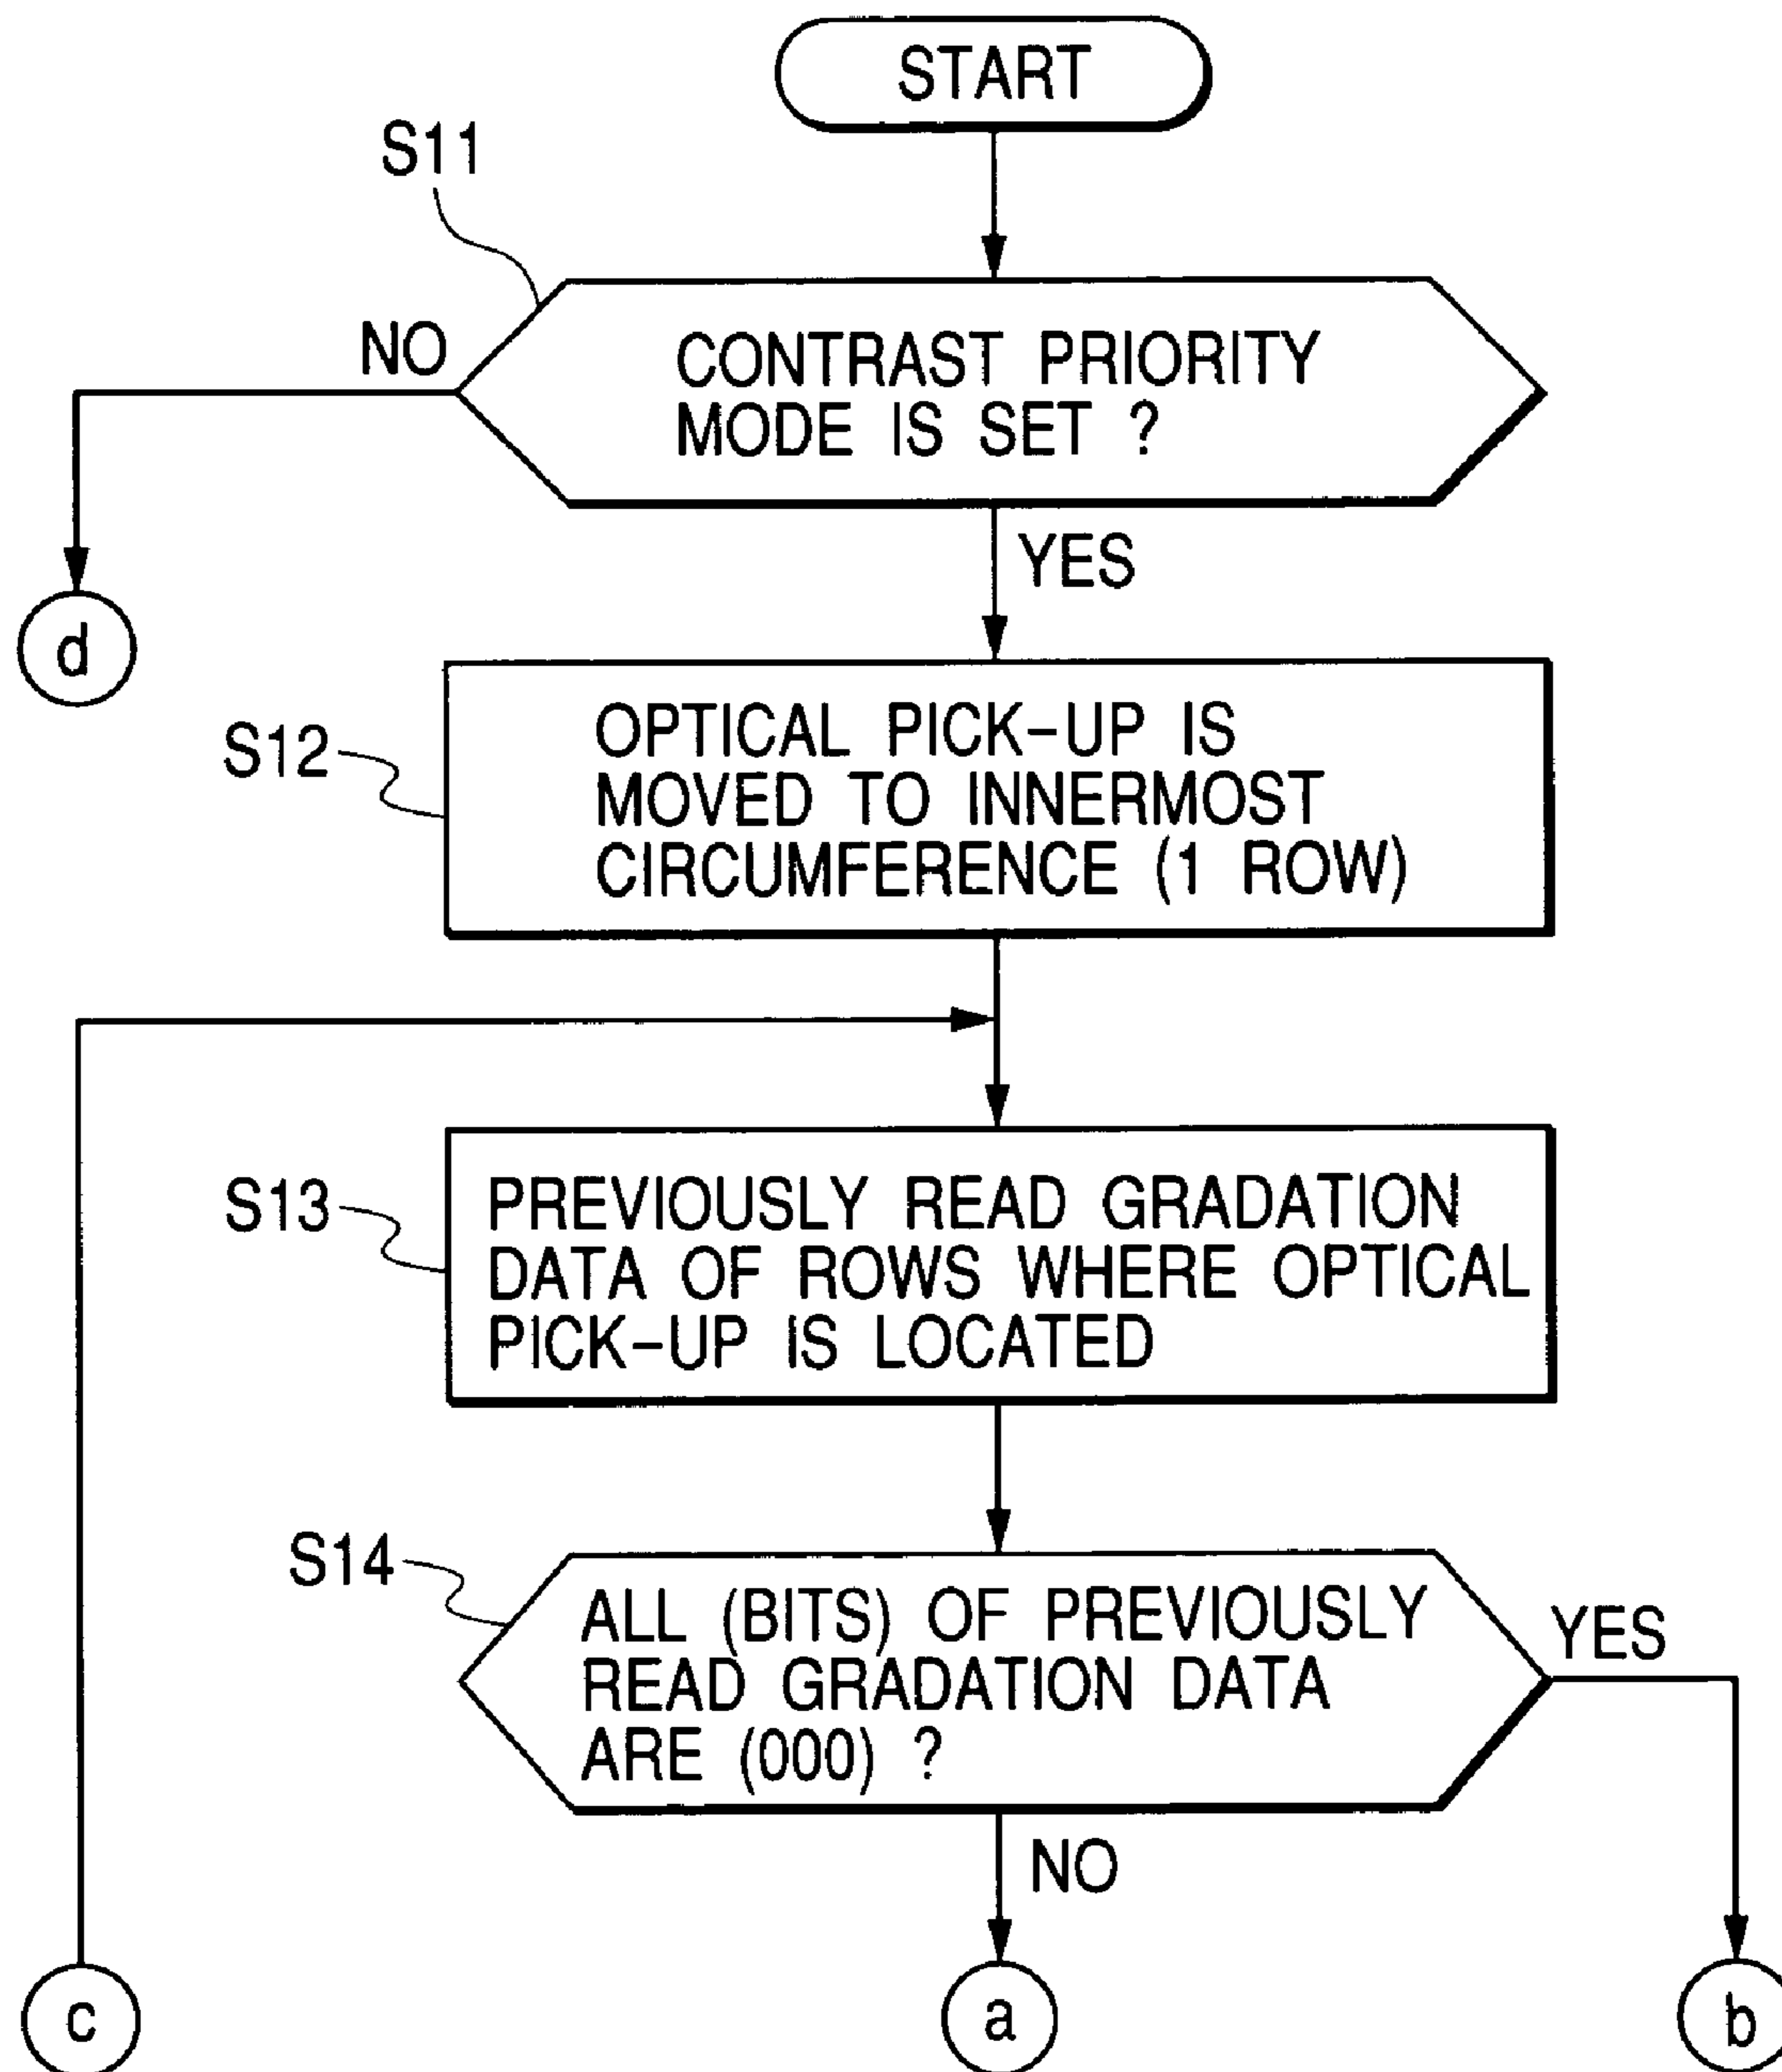 START
S11
NO
CONTRAST PRIORITY
MODE IS SET ?
YES
d
S12
OPTICAL PICK-UP IS
MOVED TO INNERMOST
CIRCUMFERENCE (1 ROW)
S13
PREVIOUSLY READ GRADATION
DATA OF ROWS WHERE OPTICAL
PICK-UP IS LOCATED
S14
ALL (BITS) OF PREVIOUSLY
READ GRADATION DATA
ARE (000) ?
YES
NO
c
a
b